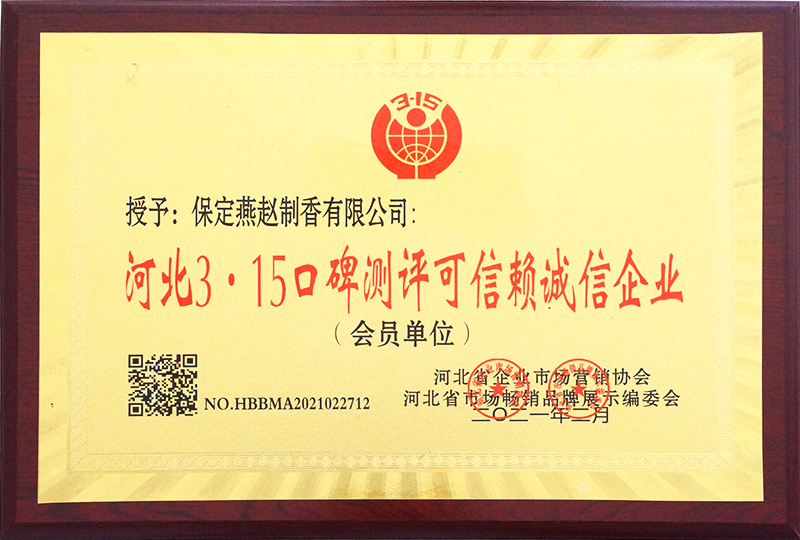 3·15
授予：保定燕赵制香有限公司：
河北3·15口碑测评可信赖诚信企业
（会员单位）
河北省企业市场营销协会
NO.HBBMA2021022712
河北省市场畅销品牌展示编委会
二〇二一年二月